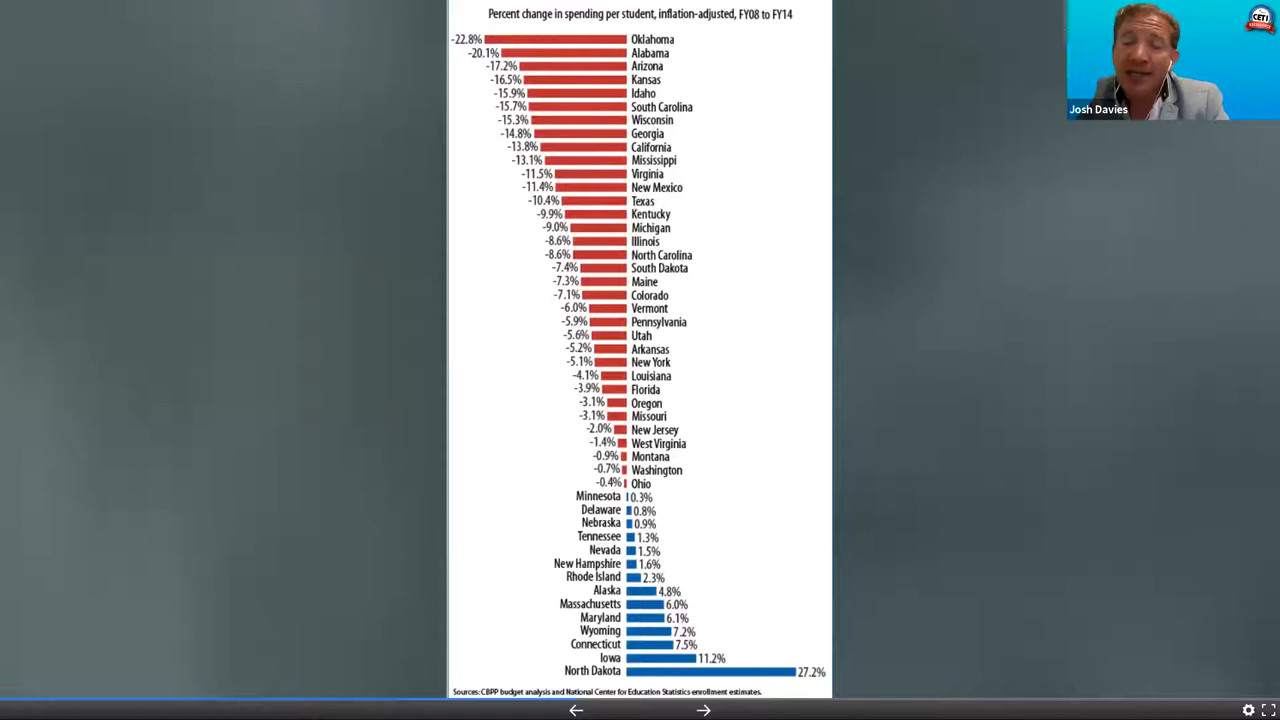 Percent change in spending per student, inflation-adjusted, FY08 to FY14
-22.8% Oklahoma
-20.1% Alabama
-17.2% Arizona
-16.5% Kansas
-15.9% Idaho
-15.7% South Carolina
-15.3% Wisconsin
-14.8% Georgia
-13.8% California
-13.1% Mississippi
-11.5% Virginia
-11.4% New Mexico
-10.4% Texas
-9.9% Kentucky
-9.0% Michigan
-8.6% Illinois
-8.6% North Carolina
-7.4% South Dakota
-7.3% Maine
-7.1% Colorado
-6.0% Vermont
-5.9% Pennsylvania
-5.6% Utah
-5.2% Arkansas
-5.1% New York
-4.1% Louisiana
-3.9% Florida
-3.1% Oregon
-3.1% Missouri
-2.0% New Jersey
-1.4% West Virginia
-0.9% Montana
-0.7% Washington
-0.4% Ohio
Minnesota 0.3%
Delaware 0.8%
Nebraska 0.9%
Tennessee 1.3%
Nevada 1.5%
New Hampshire 1.6%
Rhode Island 2.3%
Alaska 4.8%
Massachusetts 6.0%
Maryland 6.1%
Wyoming 7.2%
Connecticut 7.5%
Iowa 11.2%
North Dakota 27.2%
Sources: CBPP budget analysis and National Center for Education Statistics enrollment estimates.
CETI
Josh Davies